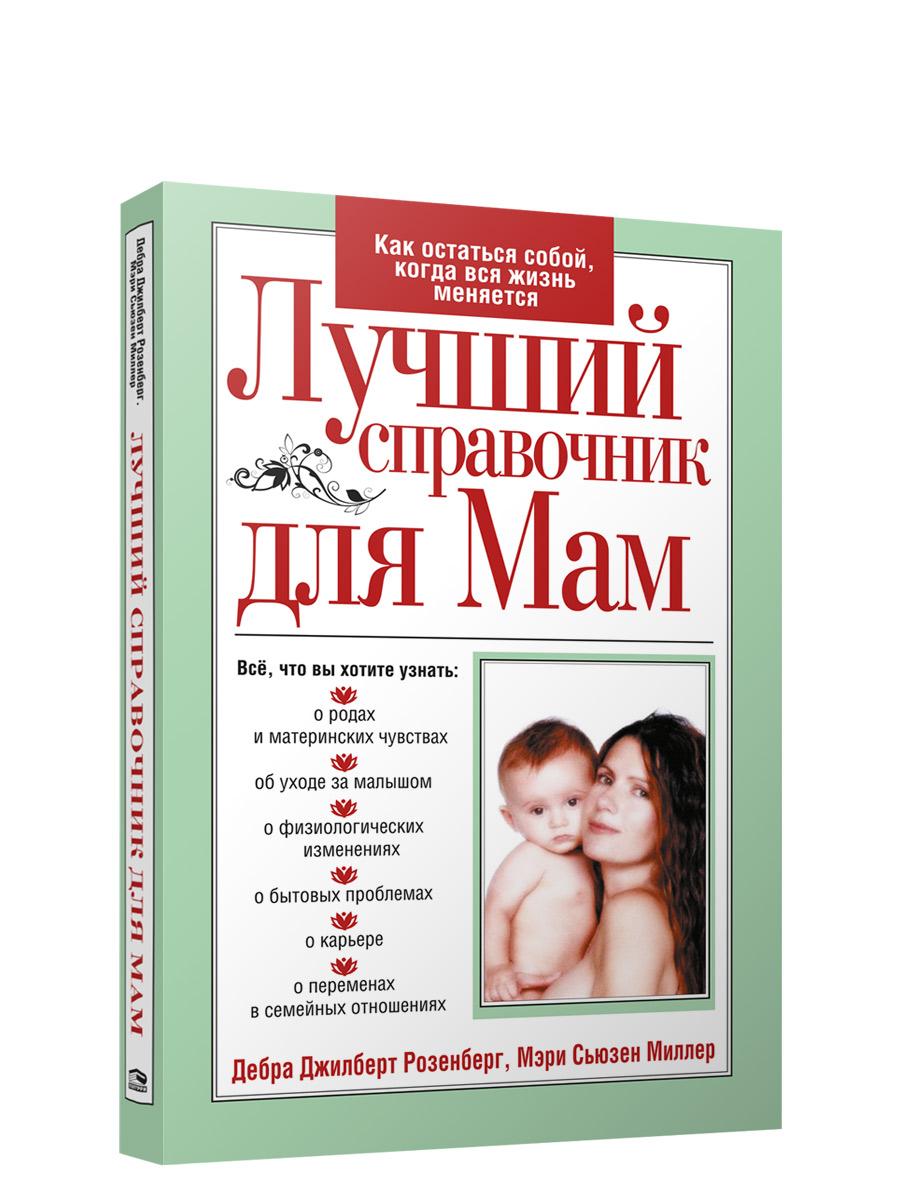 Как остаться собой,
когда вся жизнь
меняется
Лучший
справочник
для Мам
Всё, что вы хотите узнать:
о родах
и материнских чувствах
об уходе за малышом
о физиологических
изменениях
о бытовых проблемах
о карьере
о переменах
в семейных отношениях
Дебра Джилберт Розенберг, Мэри Сьюзен Миллер
Дебра Джилберт Розенберг,
Мэри Сьюзен Миллер
ЛУЧШИЙ СПРАВОЧНИК ДЛЯ МАМ